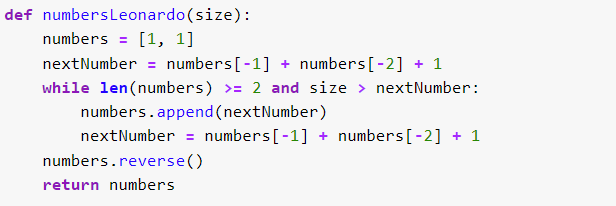 def numbersLeonardo(size):
    numbers = [1, 1]
    nextNumber = numbers[-1] + numbers[-2] + 1
    while len(numbers) >= 2 and size > nextNumber:
        numbers.append(nextNumber)
        nextNumber = numbers[-1] + numbers[-2] + 1
    numbers.reverse()
    return numbers